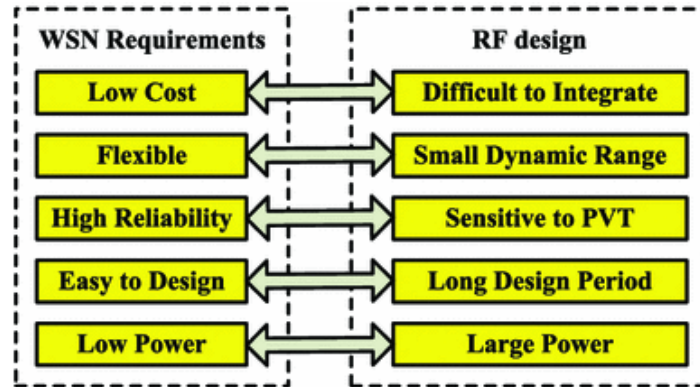 WSN Requirements
RF design
Low Cost
Difficult to Integrate
Flexible
Small Dynamic Range
High Reliability
Sensitive to PVT
Easy to Design
Long Design Period
Low Power
Large Power